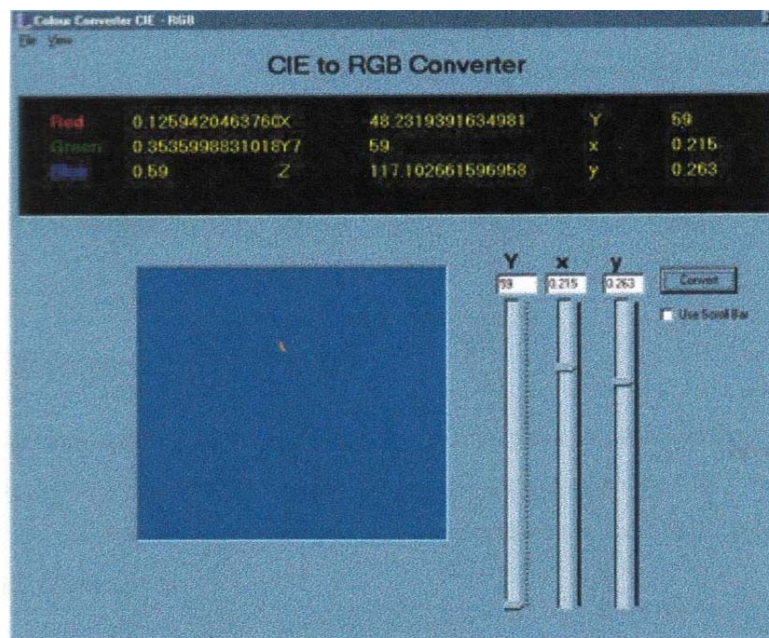 Colour Converter CIE - RGB
File View
CIE to RGB Converter
Red 0.1259420463760X 48.2319391634981 Y 59
Green 0.3535998831018Y7 59 x 0.215
Blue 0.59 Z 117.102661596958 y 0.263
Y x y
59 0.215 0.263 Convert
Use Scroll Bar